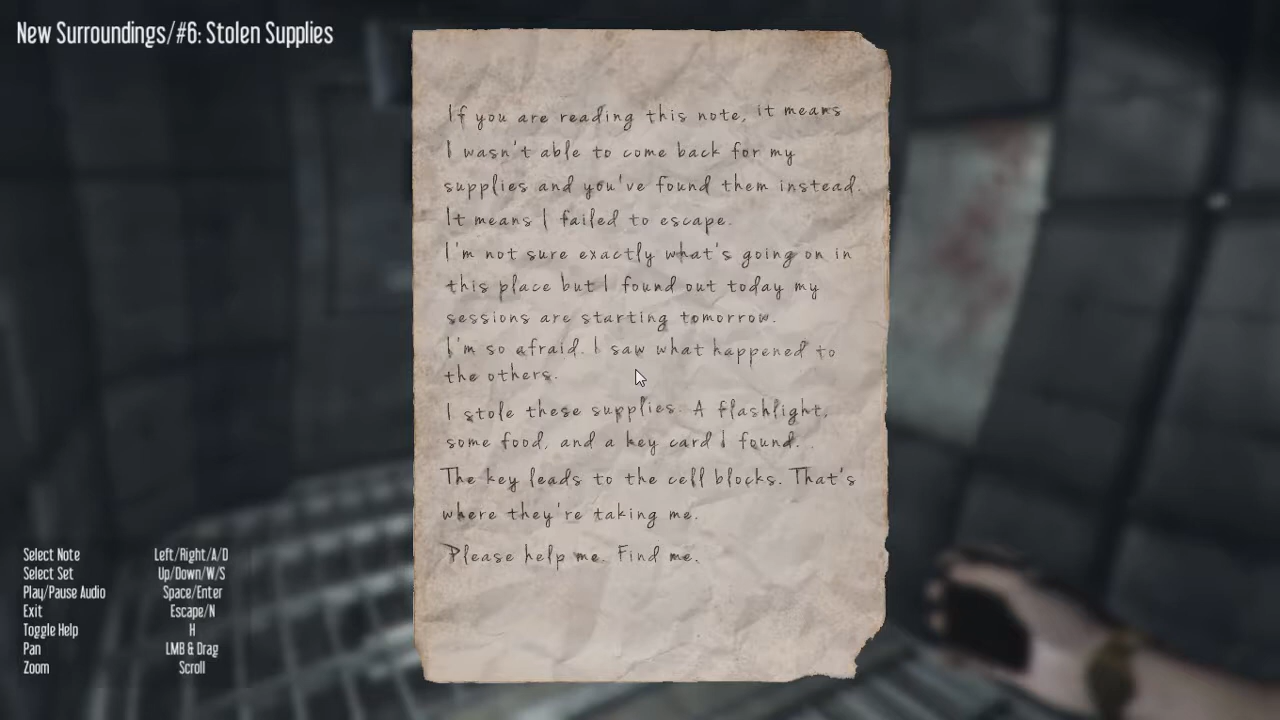 New Surroundings/#6: Stolen Supplies
If you are reading this note, it means
I wasn't able to come back for my
supplies and you've found them instead.
It means I failed to escape.
I'm not sure exactly what's going on in
this place but I found out today my
sessions are starting tomorrow.
I'm so afraid. I saw what happened to
the others.
I stole these supplies. A flashlight,
some food, and a key card I found.
The key leads to the cell blocks. That's
where they're taking me.
Please help me. Find me.
Select Note Left/Right/A/D
Select Set Up/Down/W/S
Play/Pause Audio Space/Enter
Exit Escape/N
Toggle Help H
Pan LMB & Drag
Zoom Scroll